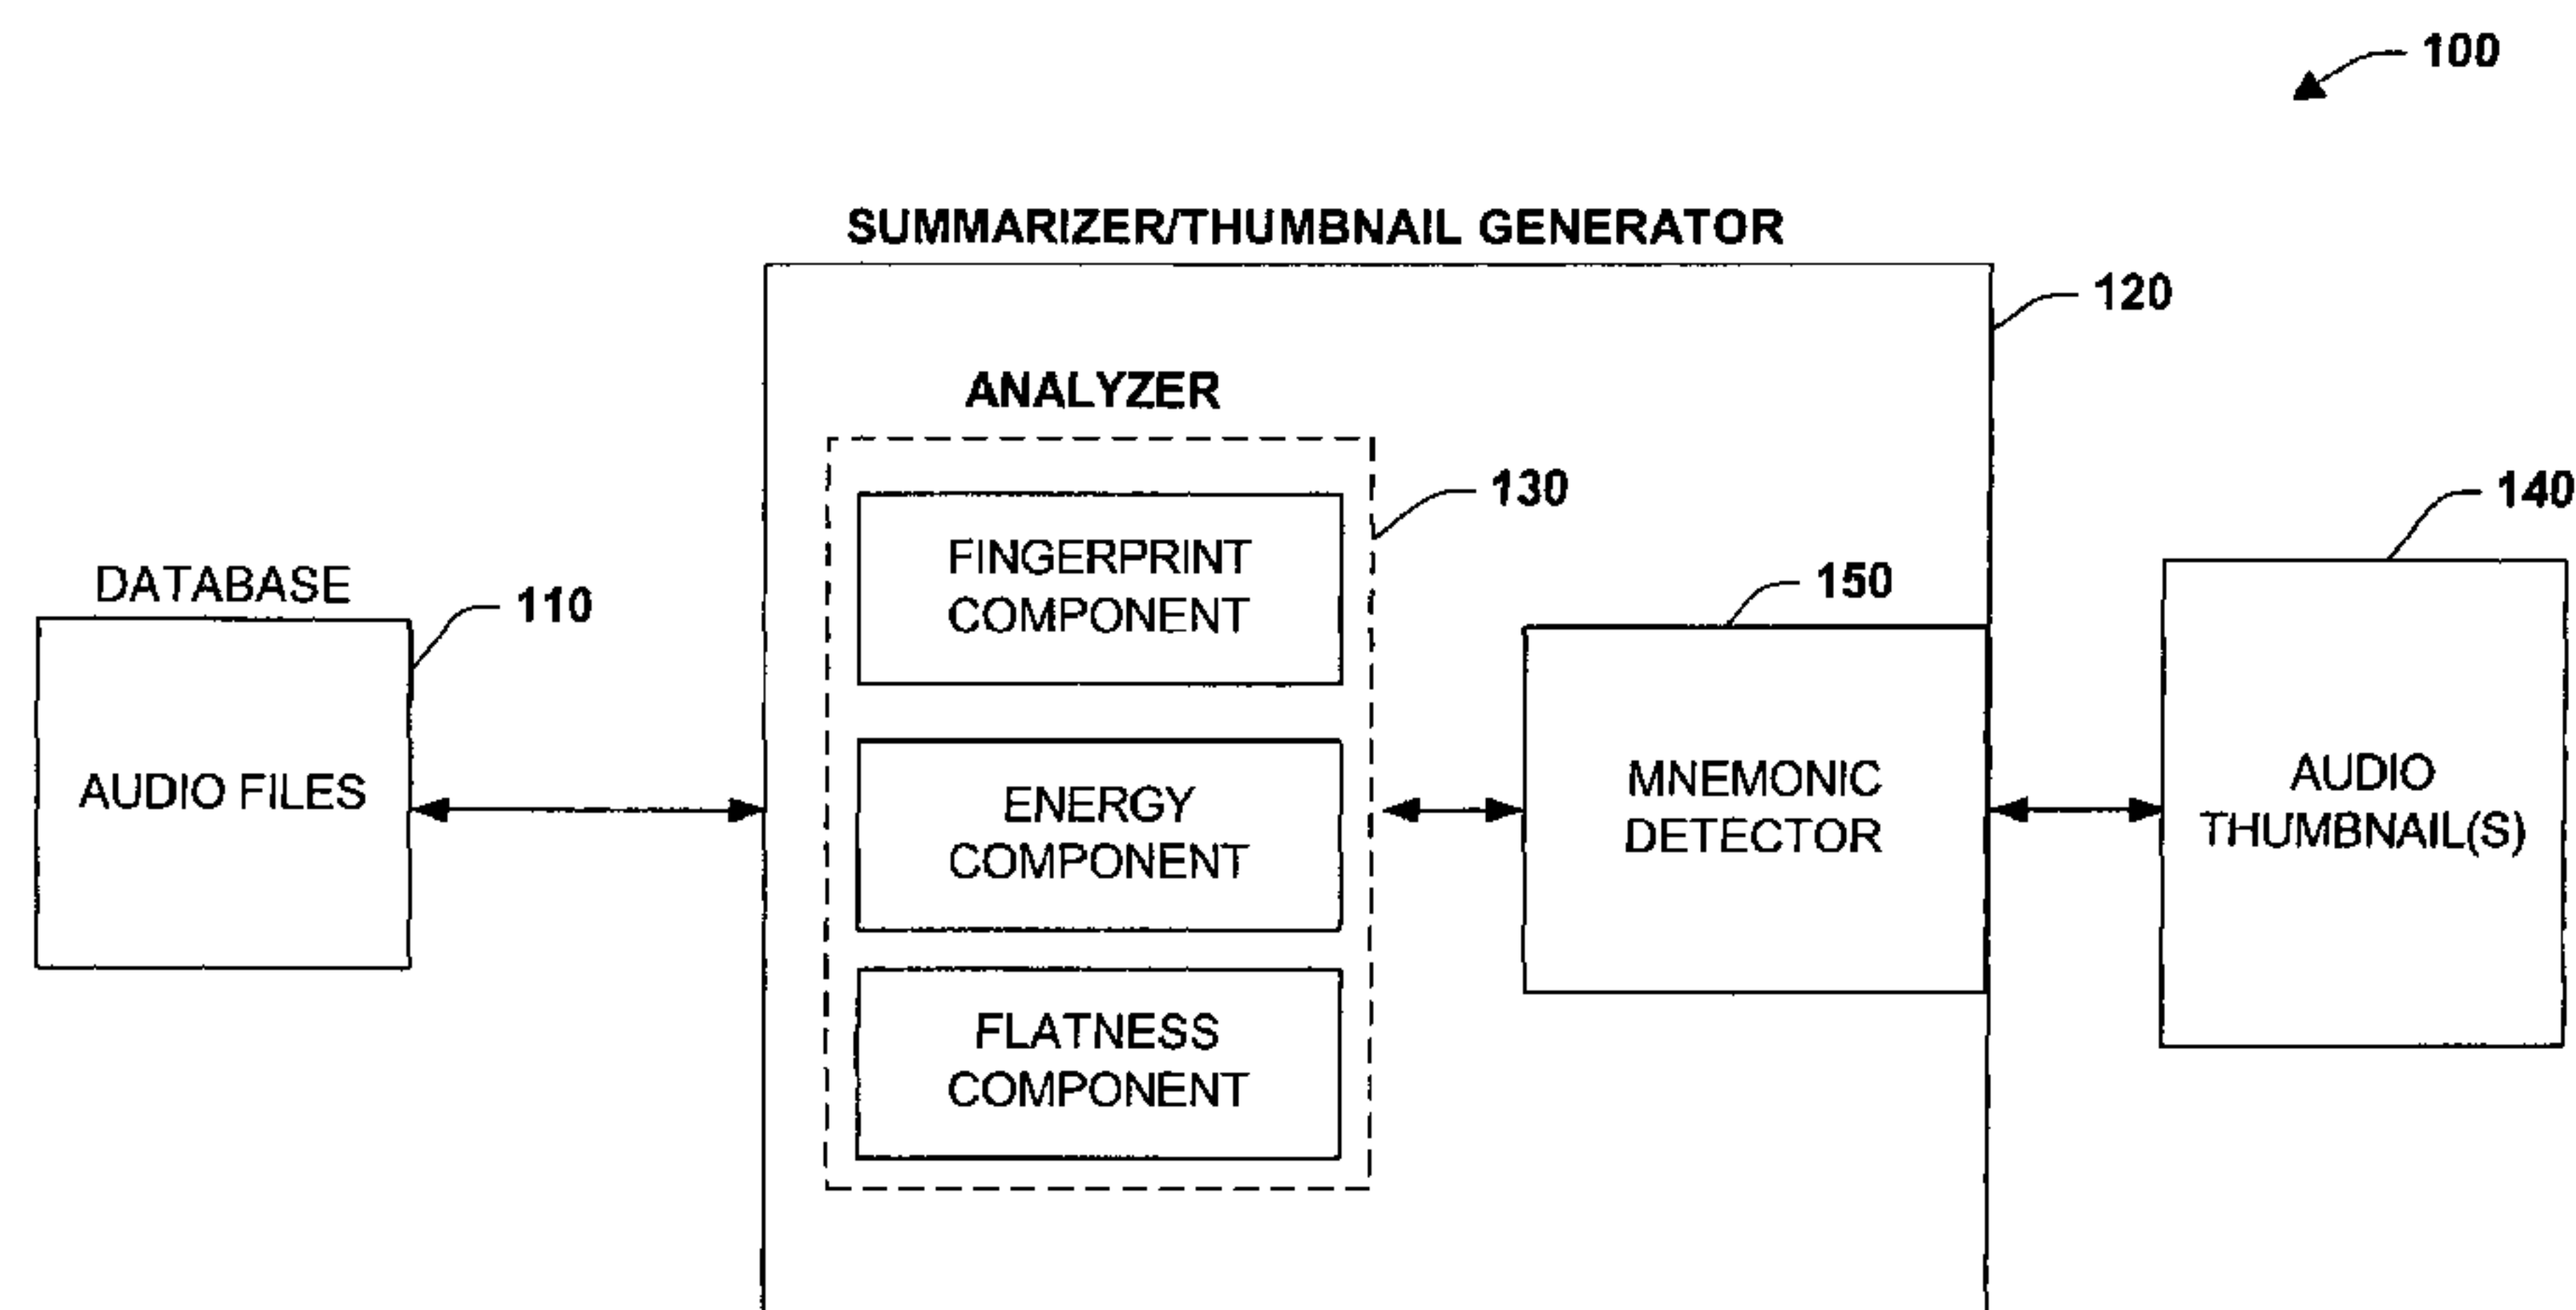 100
SUMMARIZER/THUMBNAIL GENERATOR
120
ANALYZER
130
140
FINGERPRINT
COMPONENT
DATABASE
110
150
AUDIO FILES
ENERGY
COMPONENT
MNEMONIC
DETECTOR
AUDIO
THUMBNAIL(S)
FLATNESS
COMPONENT